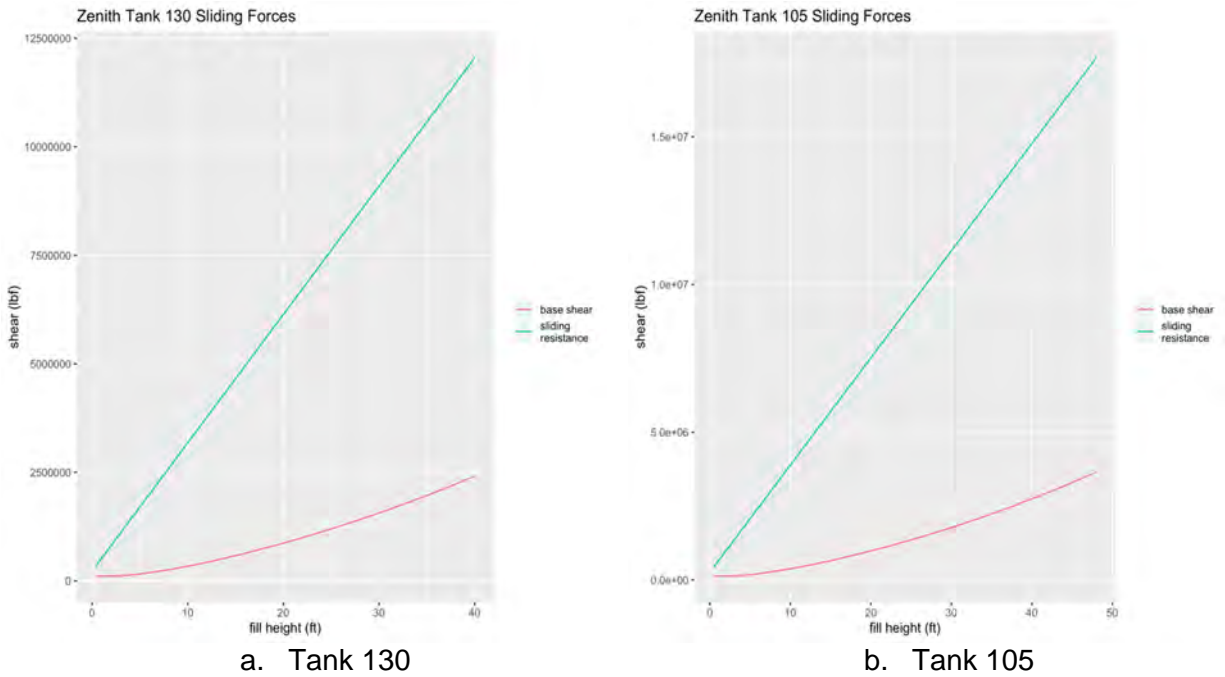 Zenith Tank 130 Sliding Forces
12500000
10000000
7500000
5000000
2500000
0
shear (lbf)
0 10 20 30 40
fill height (ft)
base shear
sliding
resistance
a. Tank 130
Zenith Tank 105 Sliding Forces
1.5e+07
1.0e+07
5.0e+06
0.0e+00
shear (lbf)
0 10 20 30 40 50
fill height (ft)
base shear
sliding
resistance
b. Tank 105